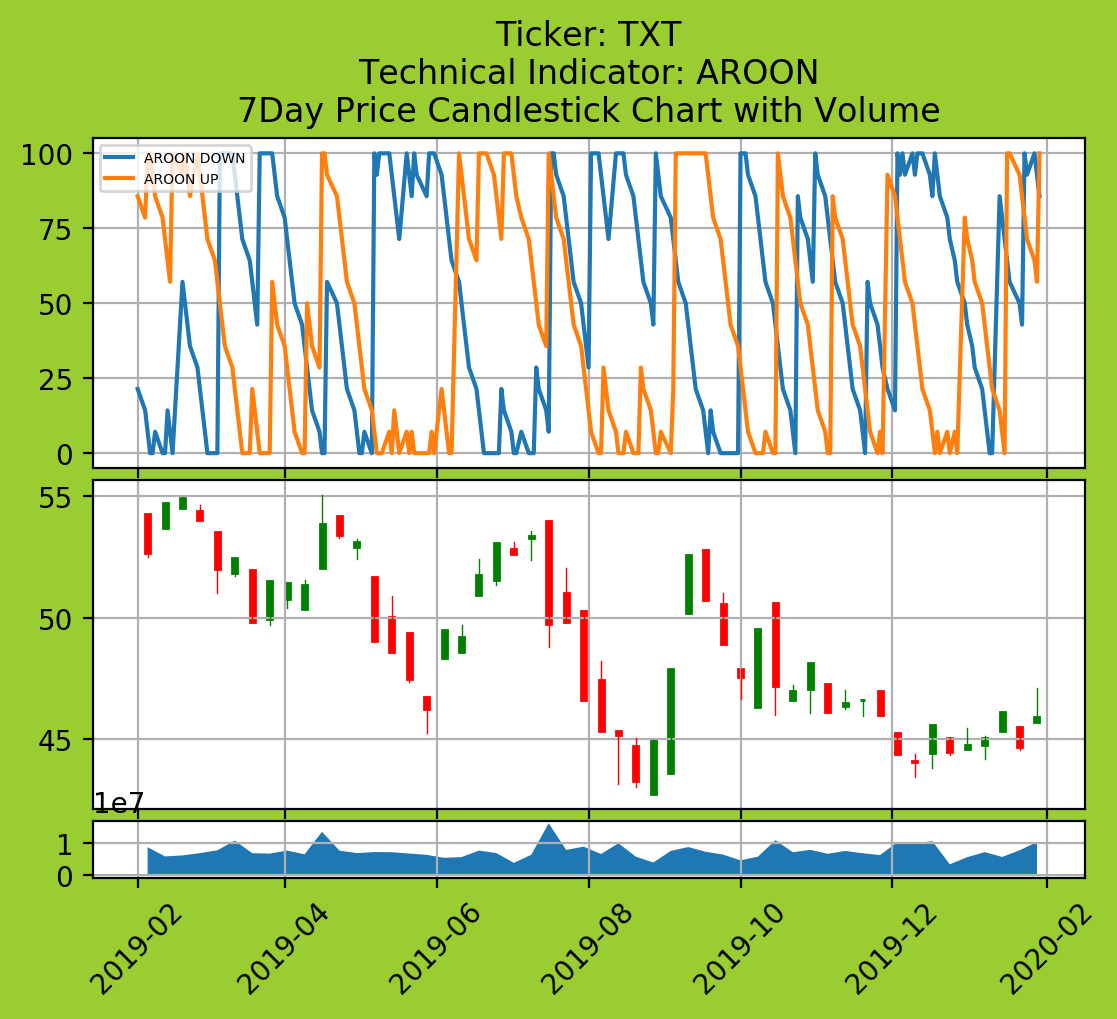 Ticker: TXT
Technical Indicator: AROON
7Day Price Candlestick Chart with Volume
100
75
50
25
0
AROON DOWN
AROON UP
55
50
45
1e7
1
0
2019-02
2019-04
2019-06
2019-08
2019-10
2019-12
2020-02